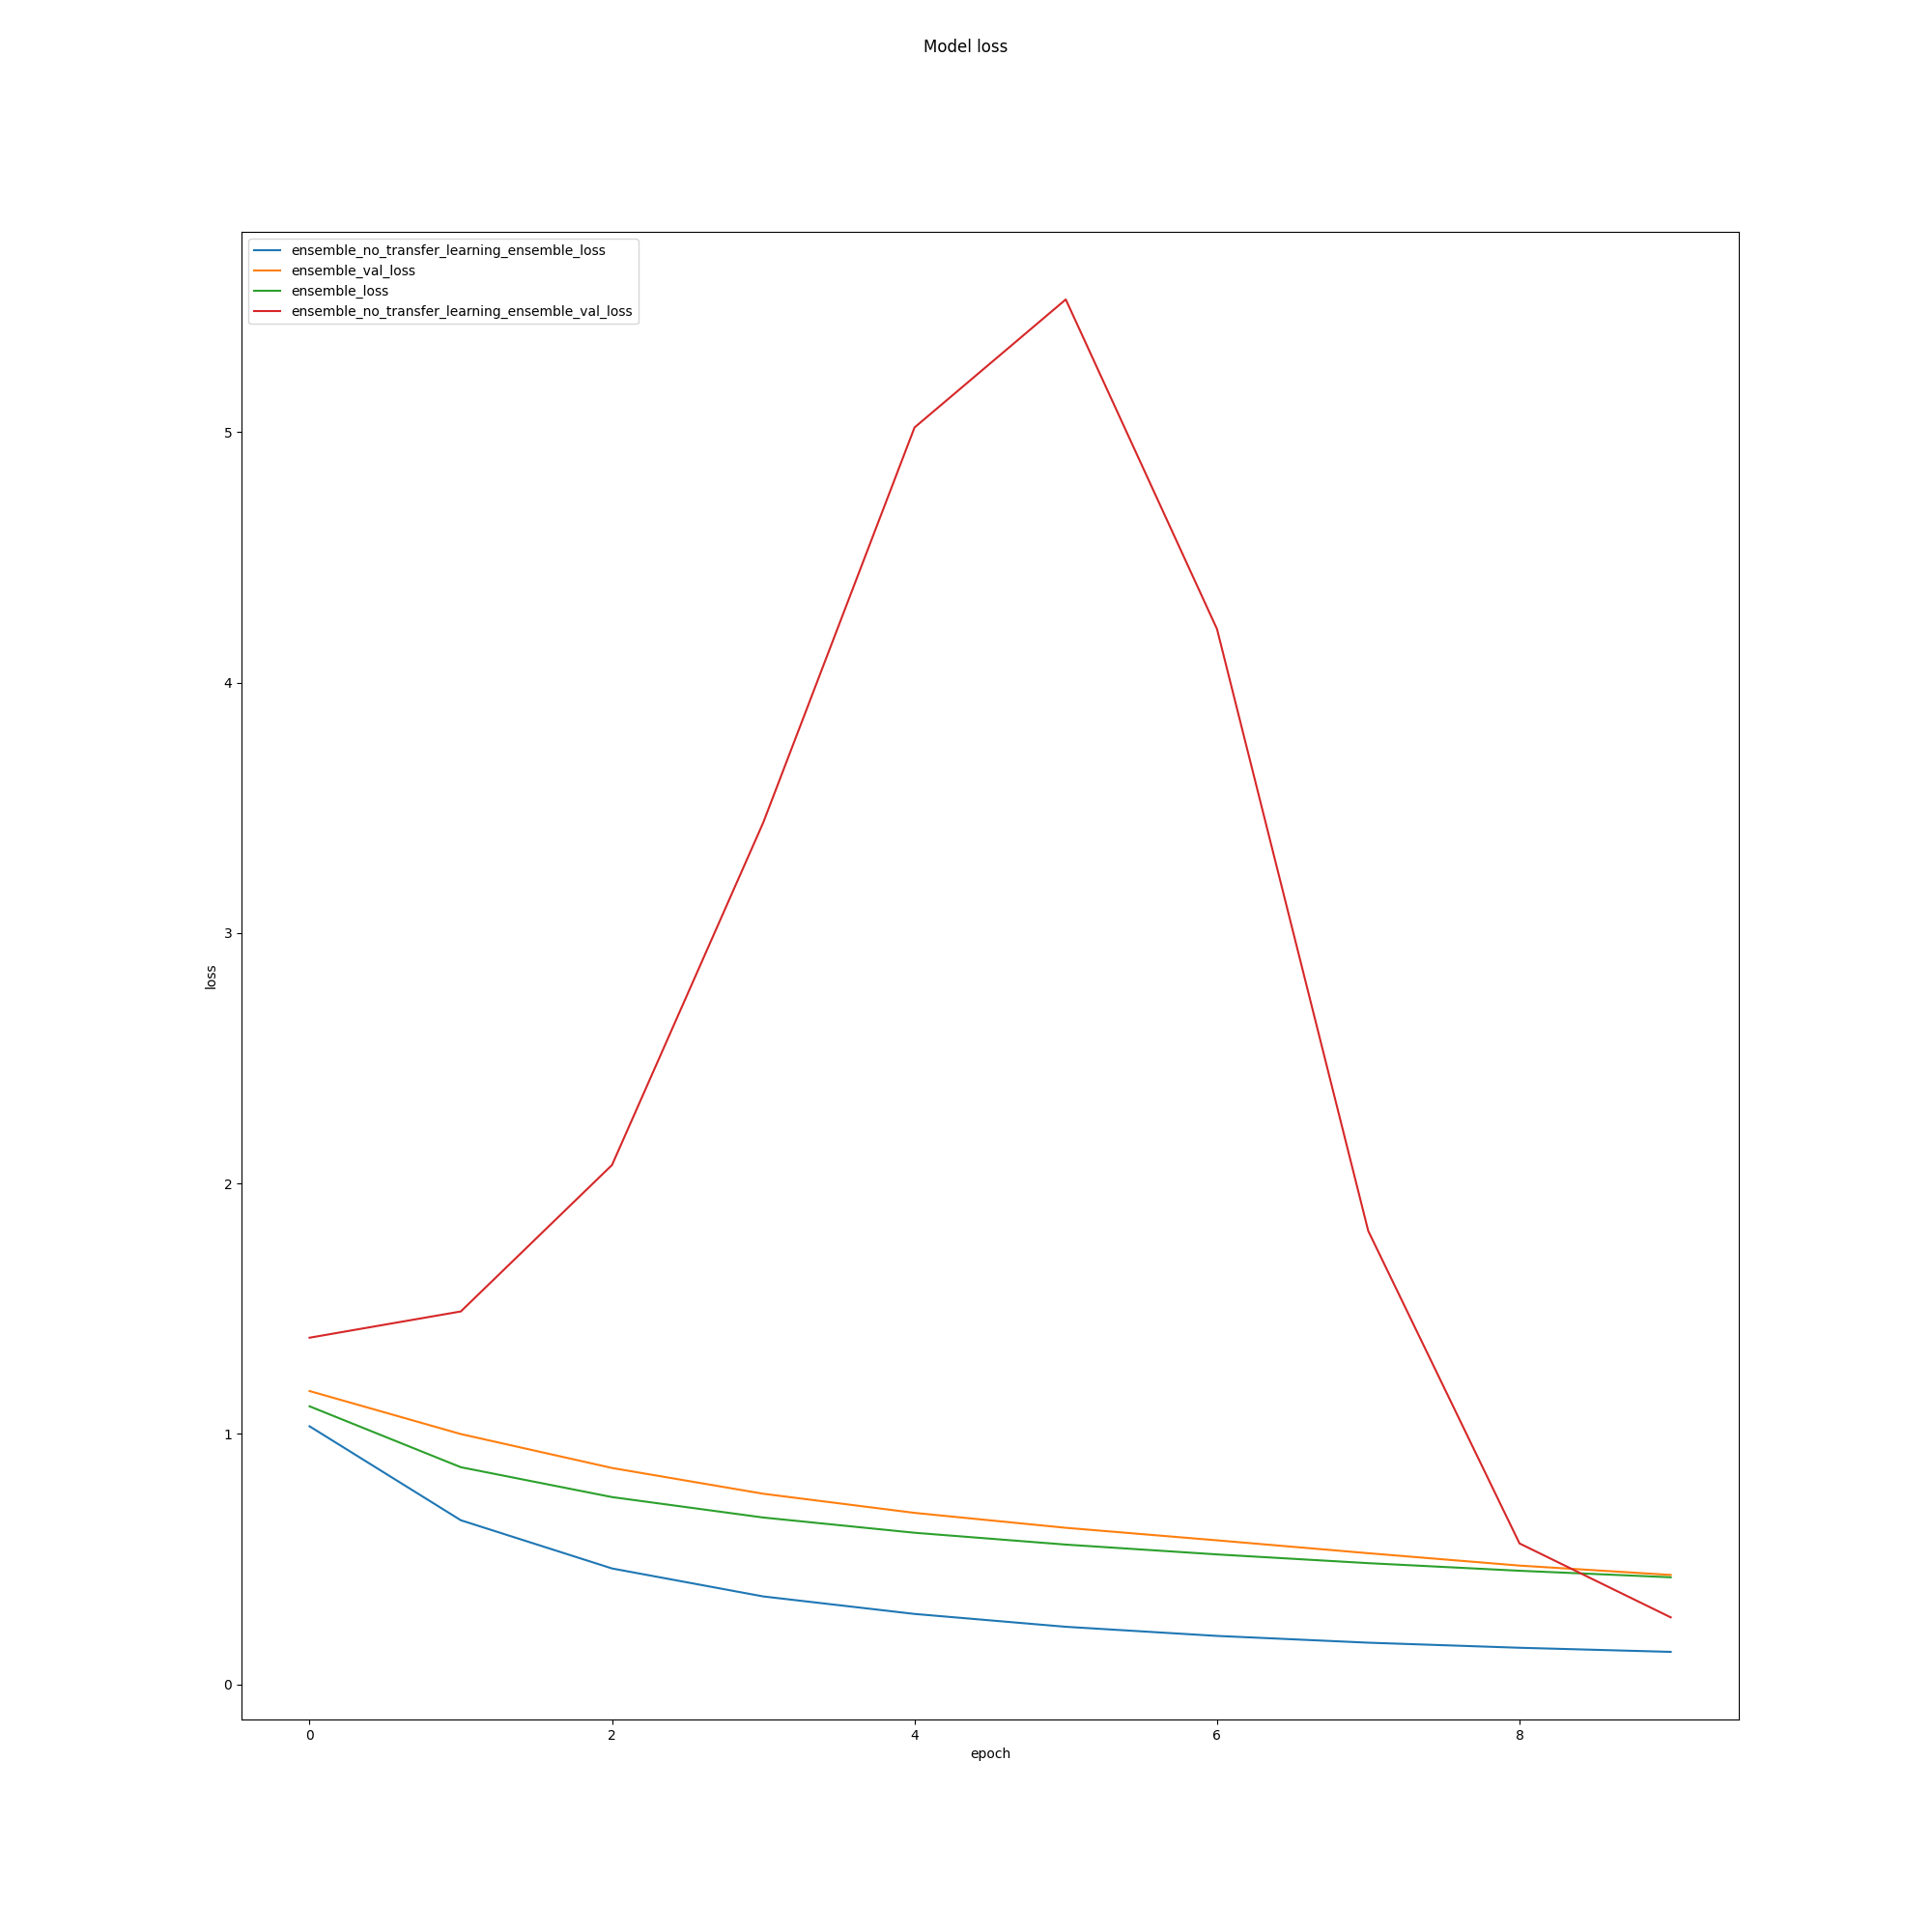 Model loss
ensemble_no_transfer_learning_ensemble_loss
ensemble_val_loss
ensemble_loss
ensemble_no_transfer_learning_ensemble_val_loss
5
4
3
2
1
0
loss
0 2 4 6 8
epoch